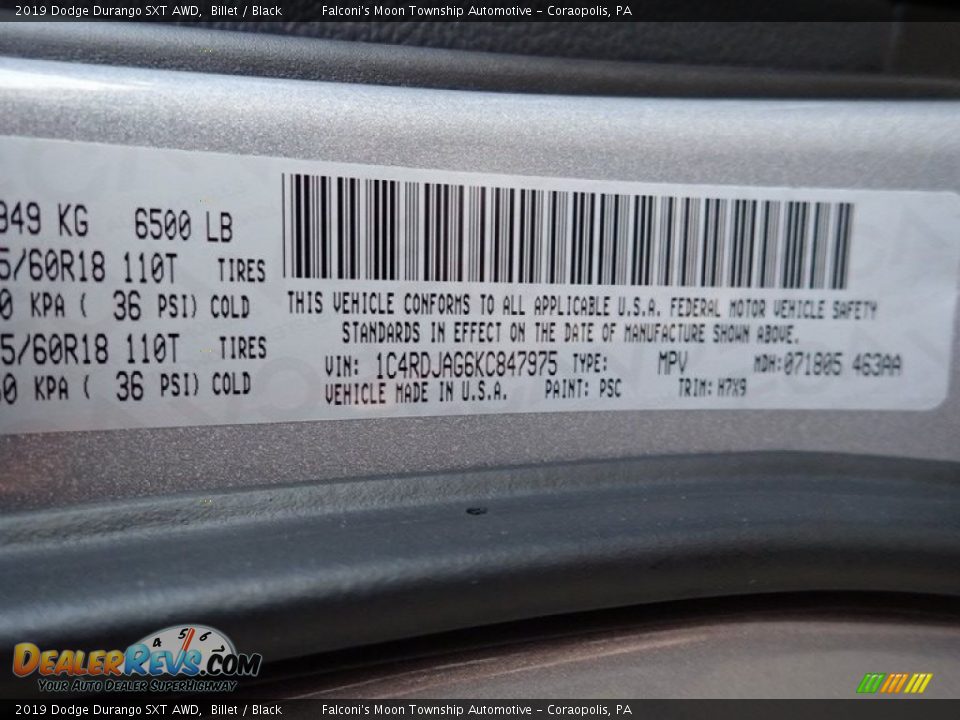 2019 Dodge Durango SXT AWD, Billet / Black Falconi's Moon Township Automotive - Coraopolis, PA
949 KG 6500 LB
5/60R18 110T TIRES
0 KPA ( 36 PSI) COLD
5/60R18 110T TIRES
0 KPA ( 36 PSI) COLD
THIS VEHICLE CONFORMS TO ALL APPLICABLE U.S.A. FEDERAL MOTOR VEHICLE SAFETY
STANDARDS IN EFFECT ON THE DATE OF MANUFACTURE SHOWN ABOVE.
VIN: 1C4RDJAG6KC847975 TYPE: MPV MDH:071805 463AA
VEHICLE MADE IN U.S.A. PAINT: PSC TRIM: H7X9
4 5 6
DEALERREVS.COM
YOUR AUTO DEALER SUPERHIGHWAY
2019 Dodge Durango SXT AWD, Billet / Black Falconi's Moon Township Automotive - Coraopolis, PA